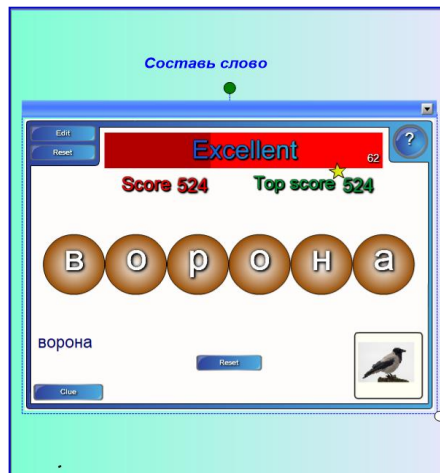 Составь слово
Edit
Reset
Excellent
62
?
Score 524
Top score 524
в о р о н а
ворона
Reset
Clue